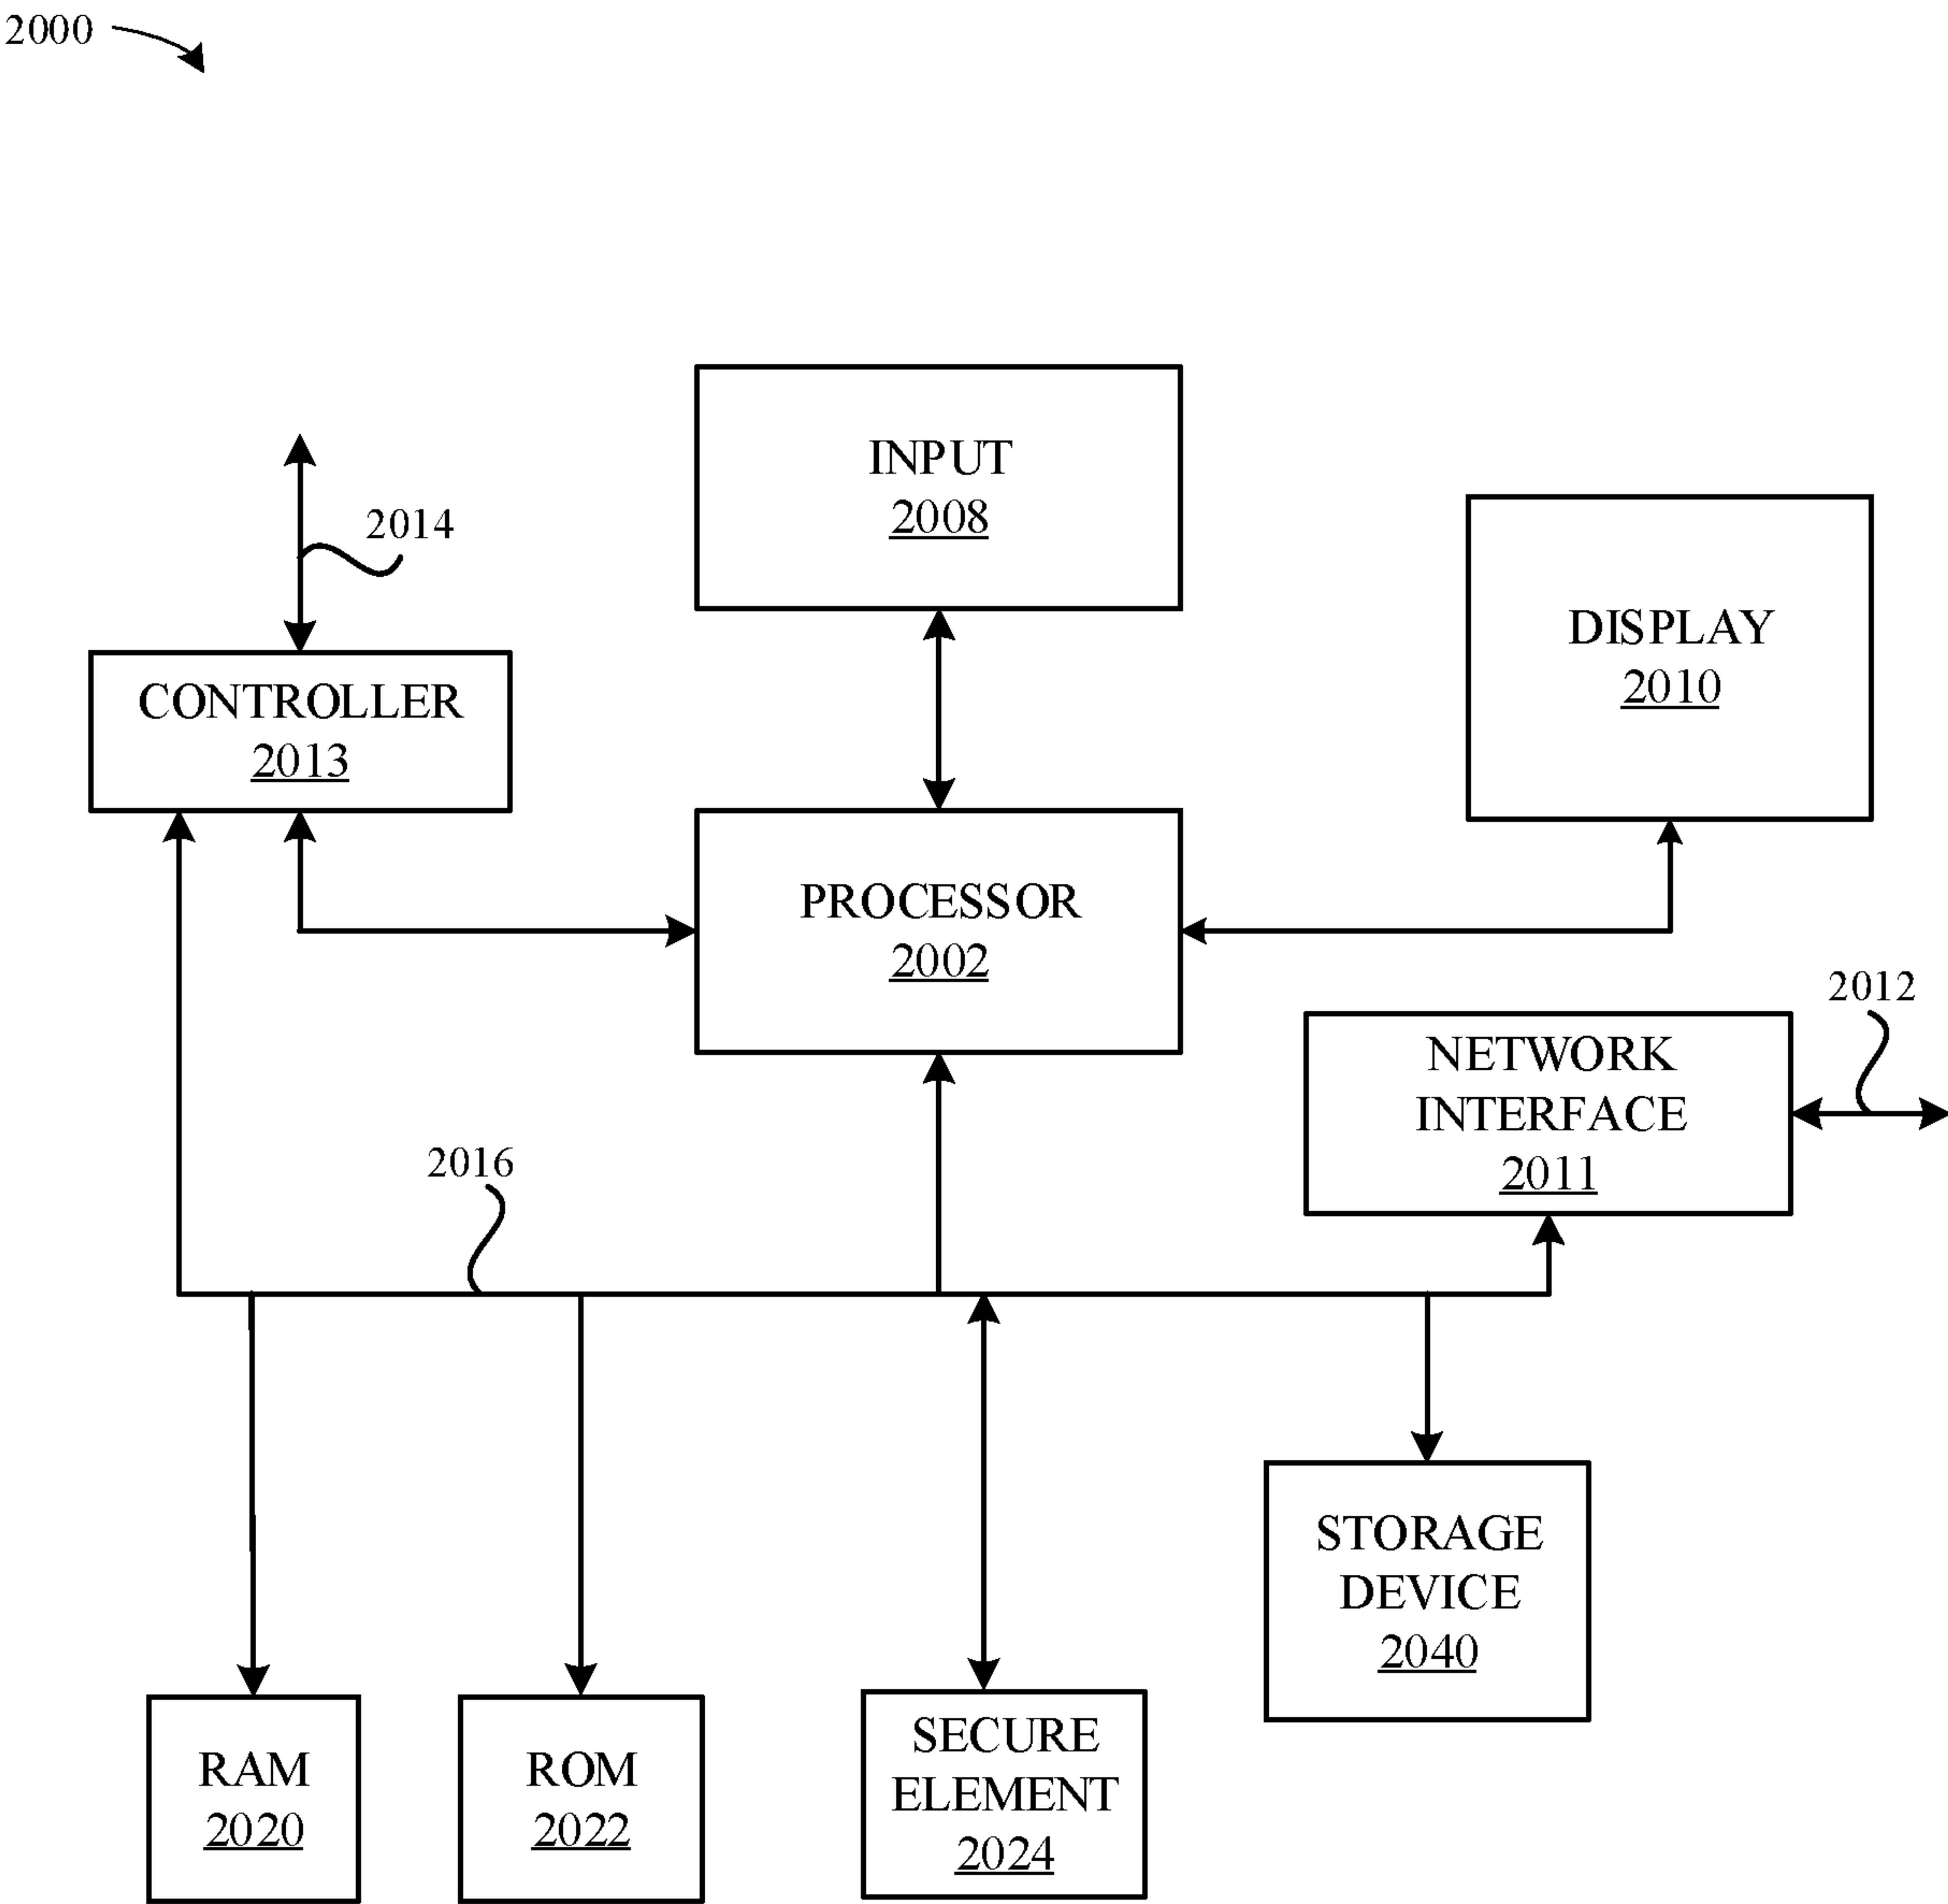 2000
INPUT
2008
2014
DISPLAY
2010
CONTROLLER
2013
PROCESSOR
2002
2012
NETWORK
INTERFACE
2011
2016
STORAGE
DEVICE
2040
RAM
2020
ROM
2022
SECURE
ELEMENT
2024